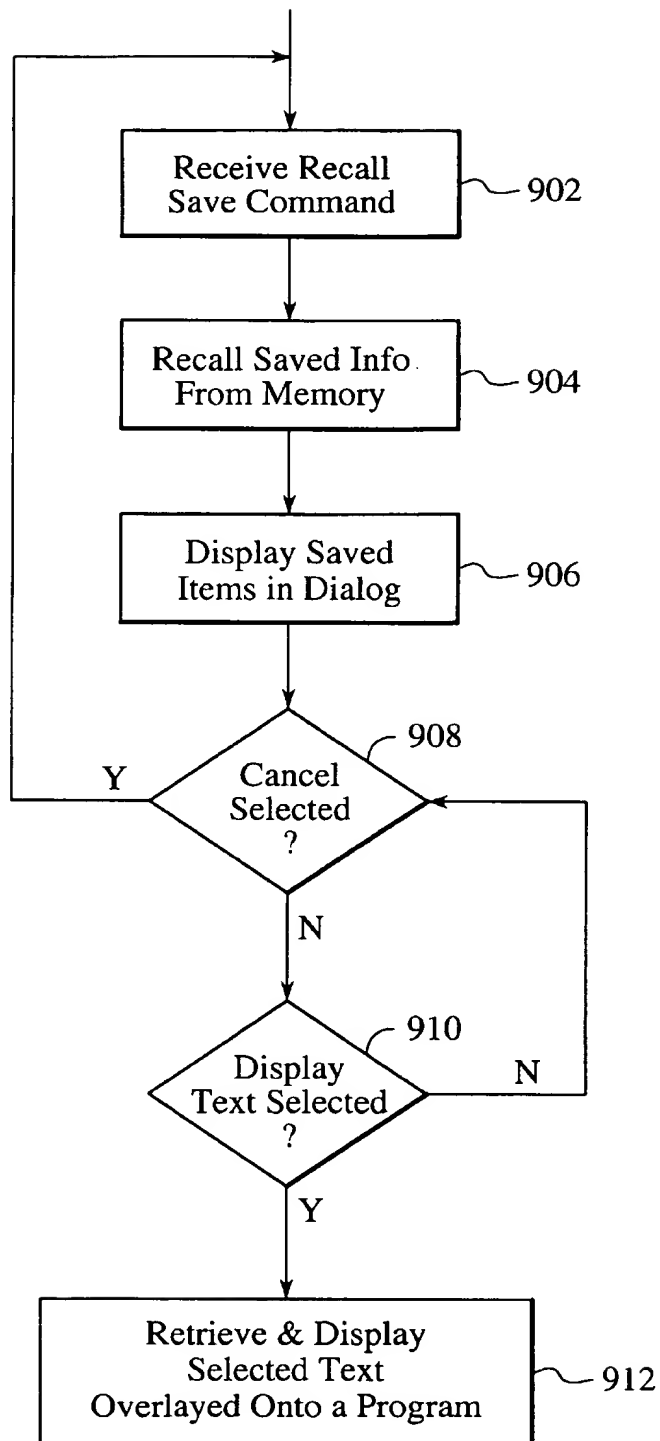 Receive Recall
Save Command
902
Recall Saved Info
From Memory
904
Display Saved
Items in Dialog
906
908
Y
Cancel
Selected
?
N
910
Display
Text Selected
?
N
Y
Retrieve & Display
Selected Text
Overlayed Onto a Program
912